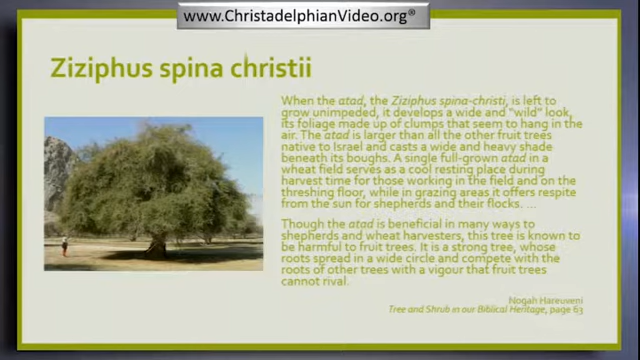 www.ChristadelphianVideo.org®
Ziziphus spina christii
When the atad, the Ziziphus spina-christi, is left to
grow unimpeded, it develops a wide and “wild” look,
its foliage made up of clumps that seem to hang in the
air. The atad is larger than all the other fruit trees
native to Israel and casts a wide and heavy shade
beneath its boughs. A single full-grown atad in a
wheat field serves as a cool resting place during
harvest time for those working in the field and on the
threshing floor, while in grazing areas it offers respite
from the sun for shepherds and their flocks. ...
Though the atad is beneficial in many ways to
shepherds and wheat harvesters, this tree is known to
be harmful to fruit trees. It is a strong tree, whose
roots spread in a wide circle and compete with the
roots of other trees with a vigour that fruit trees
cannot rival.
Nogah Hareuveni
Tree and Shrub in our Biblical Heritage, page 63